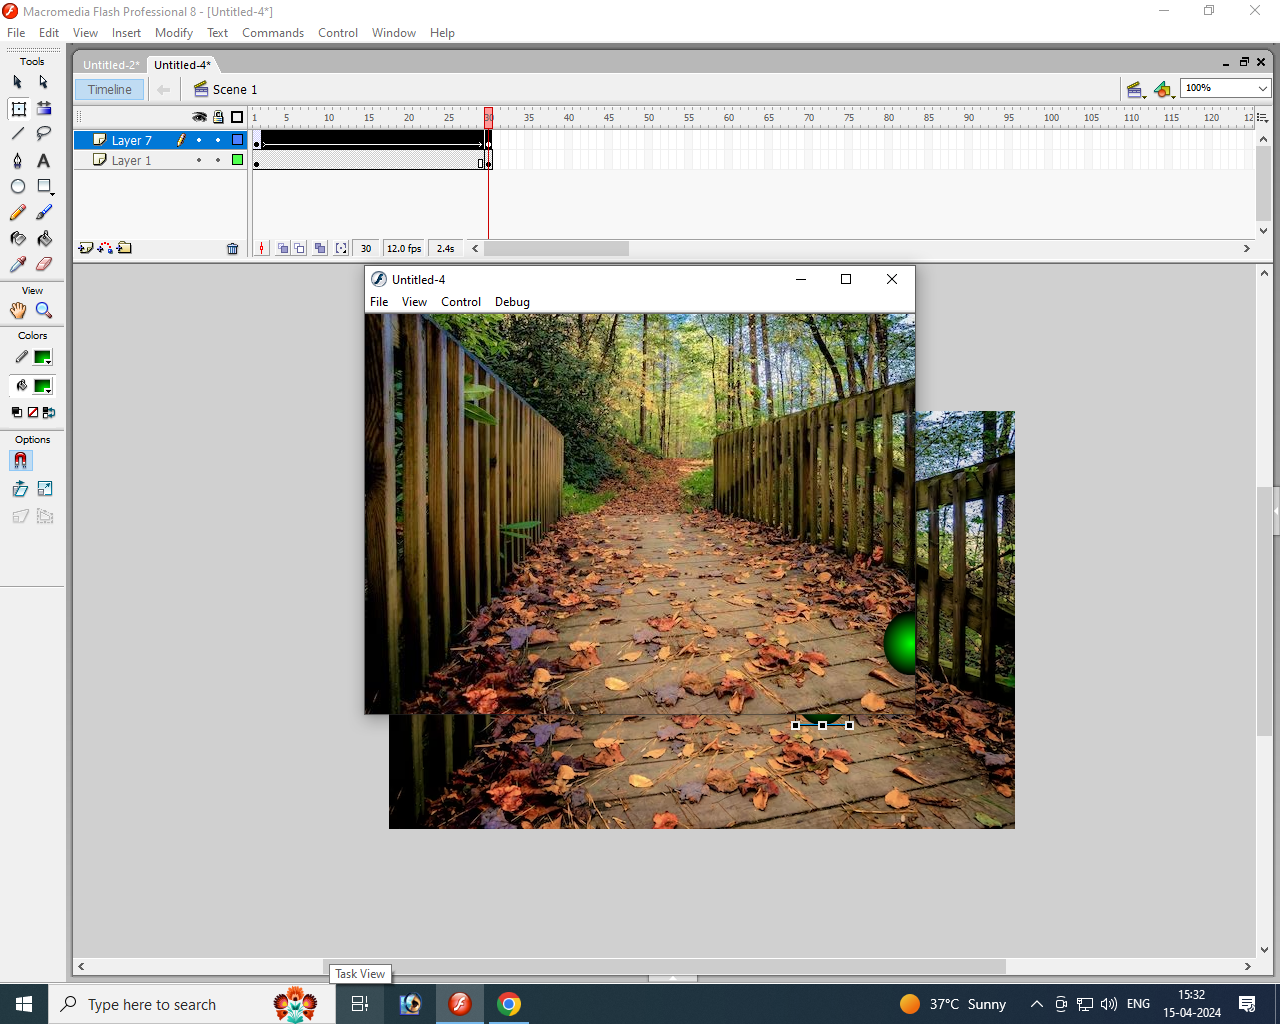 Macromedia Flash Professional 8 - [Untitled-4*]
File Edit View Insert Modify Text Commands Control Window Help
Tools
Untitled-2* Untitled-4*
Timeline Scene 1 100%
1 5 10 15 20 25 30 35 40 45 50 55 60 65 70 75 80 85 90 95 100 105 110 115 120 12
Layer 7
Layer 1
30 12.0 fps 2.4s
View
Colors
Options
Untitled-4
File View Control Debug
Task View
Type here to search
37°C Sunny
ENG
15:32
15-04-2024